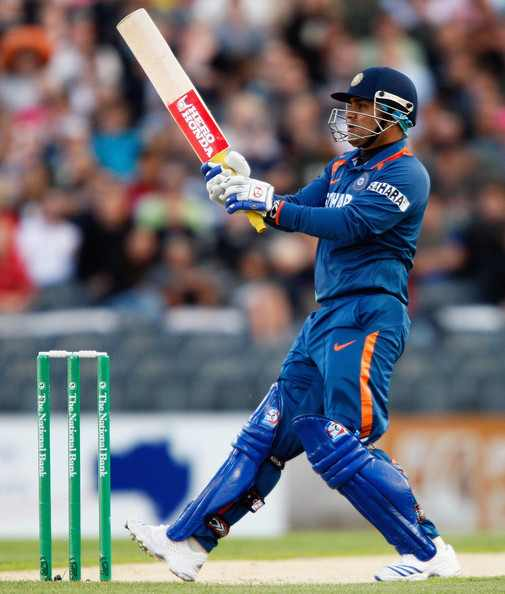 HERO
HONDA
SAHARA
The National Bank
The National Bank
The National Bank